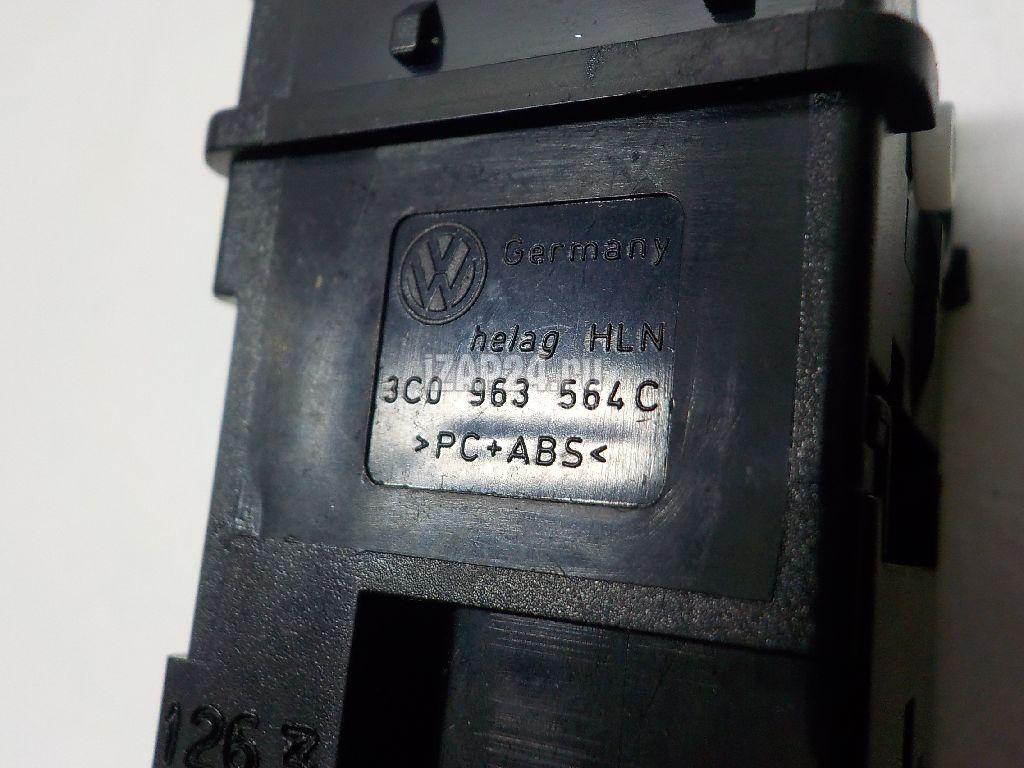 Germany
helag HLN
3C0 963 564 C
>PC+ABS<
126